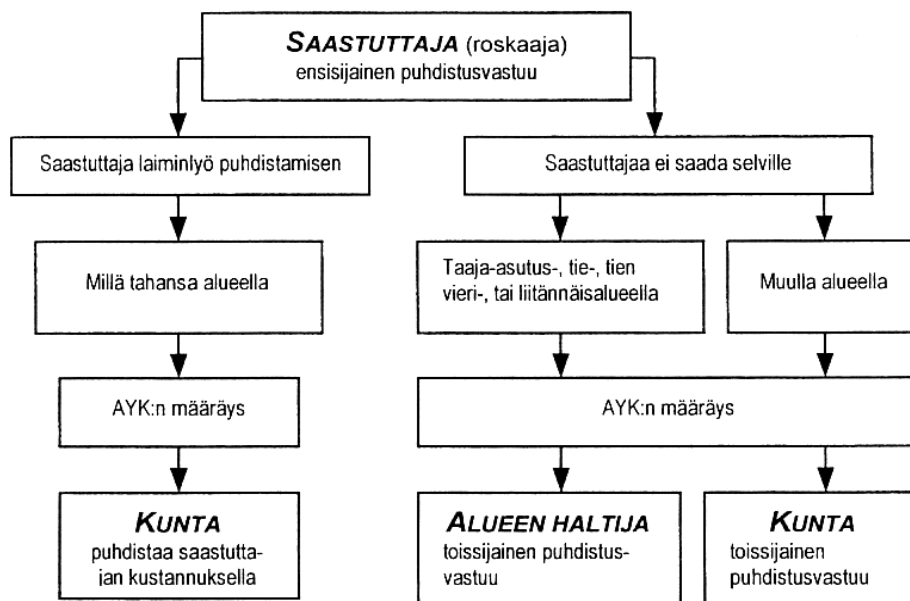 SAASTUTTAJA (roskaaja)
ensisijainen puhdistusvastuu
Saastuttaja laiminlyö puhdistamisen
Saastuttajaa ei saada selville
Millä tahansa alueella
Taaja-asutus-, tie-, tien
vieri-, tai liitännäisalueella
Muulla alueella
AYK:n määräys
AYK:n määräys
KUNTA
puhdistaa saastutta-
jan kustannuksella
ALUEEN HALTIJA
toissijainen puhdistus-
vastuu
KUNTA
toissijainen
puhdistusvastuu